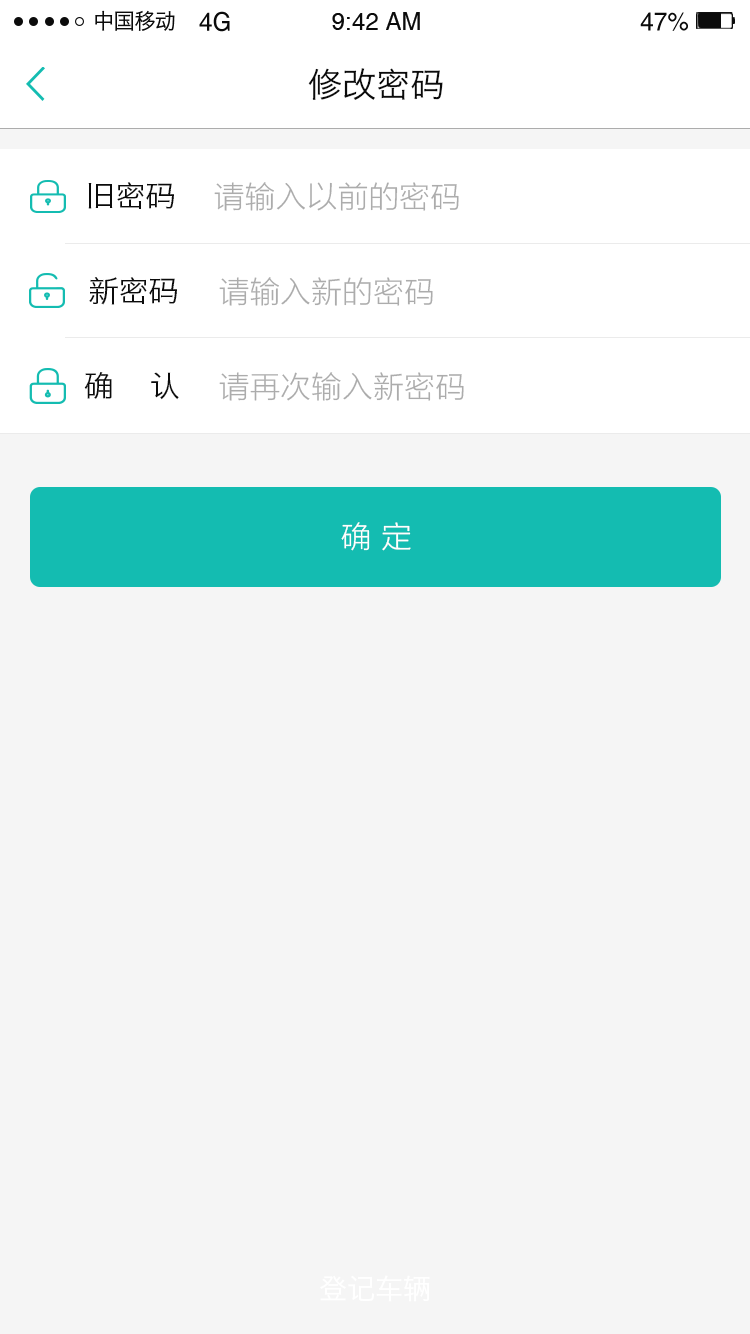 中国移动 4G 9:42 AM 47%
修改密码
旧密码 请输入以前的密码
新密码 请输入新的密码
确 认 请再次输入新密码
确 定
登记车辆